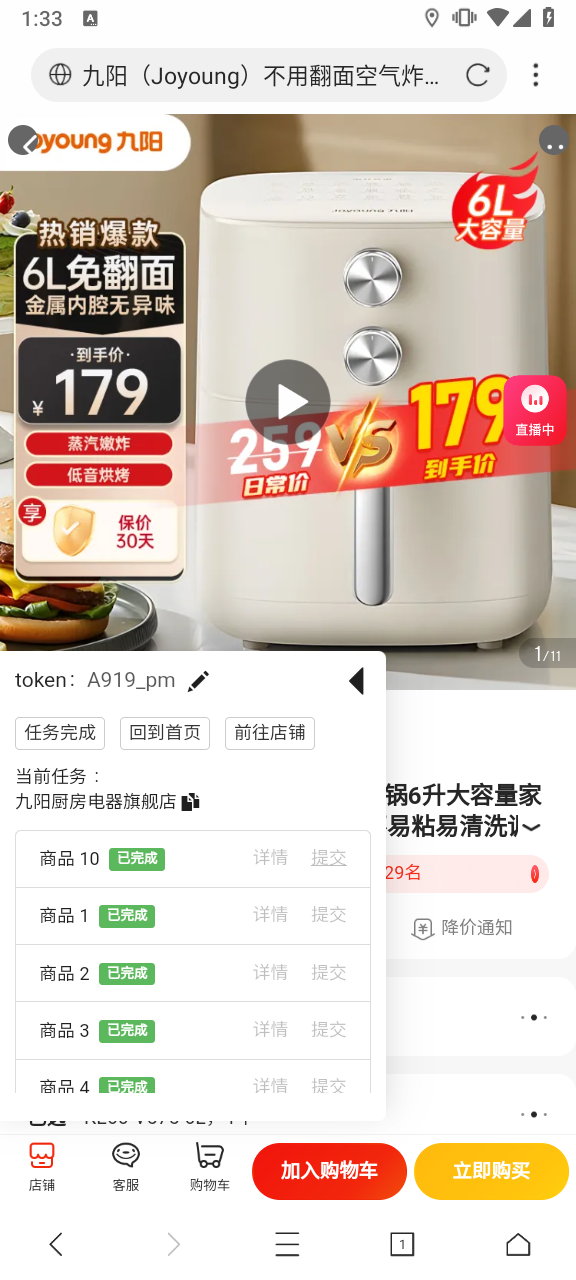 1:33
A
九阳（Joyoung）不用翻面空气炸...
Joyoung 九阳
热销爆款
6L免翻面
金属内腔无异味
·到手价·
¥ 179
蒸汽嫩炸
低音烘烤
享
保价
30天
6L
大容量
Joyoung 九阳
259
日常价
VS
179
到手价
直播中
1/11
token： A919_pm
任务完成
回到首页
前往店铺
当前任务：
九阳厨房电器旗舰店
商品 10 已完成 详情 提交
商品 1 已完成 详情 提交
商品 2 已完成 详情 提交
商品 3 已完成 详情 提交
商品 4 已完成 详情 提交
锅6升大容量家
易粘易清洗
29名
降价通知
店铺
客服
购物车
加入购物车
立即购买
1